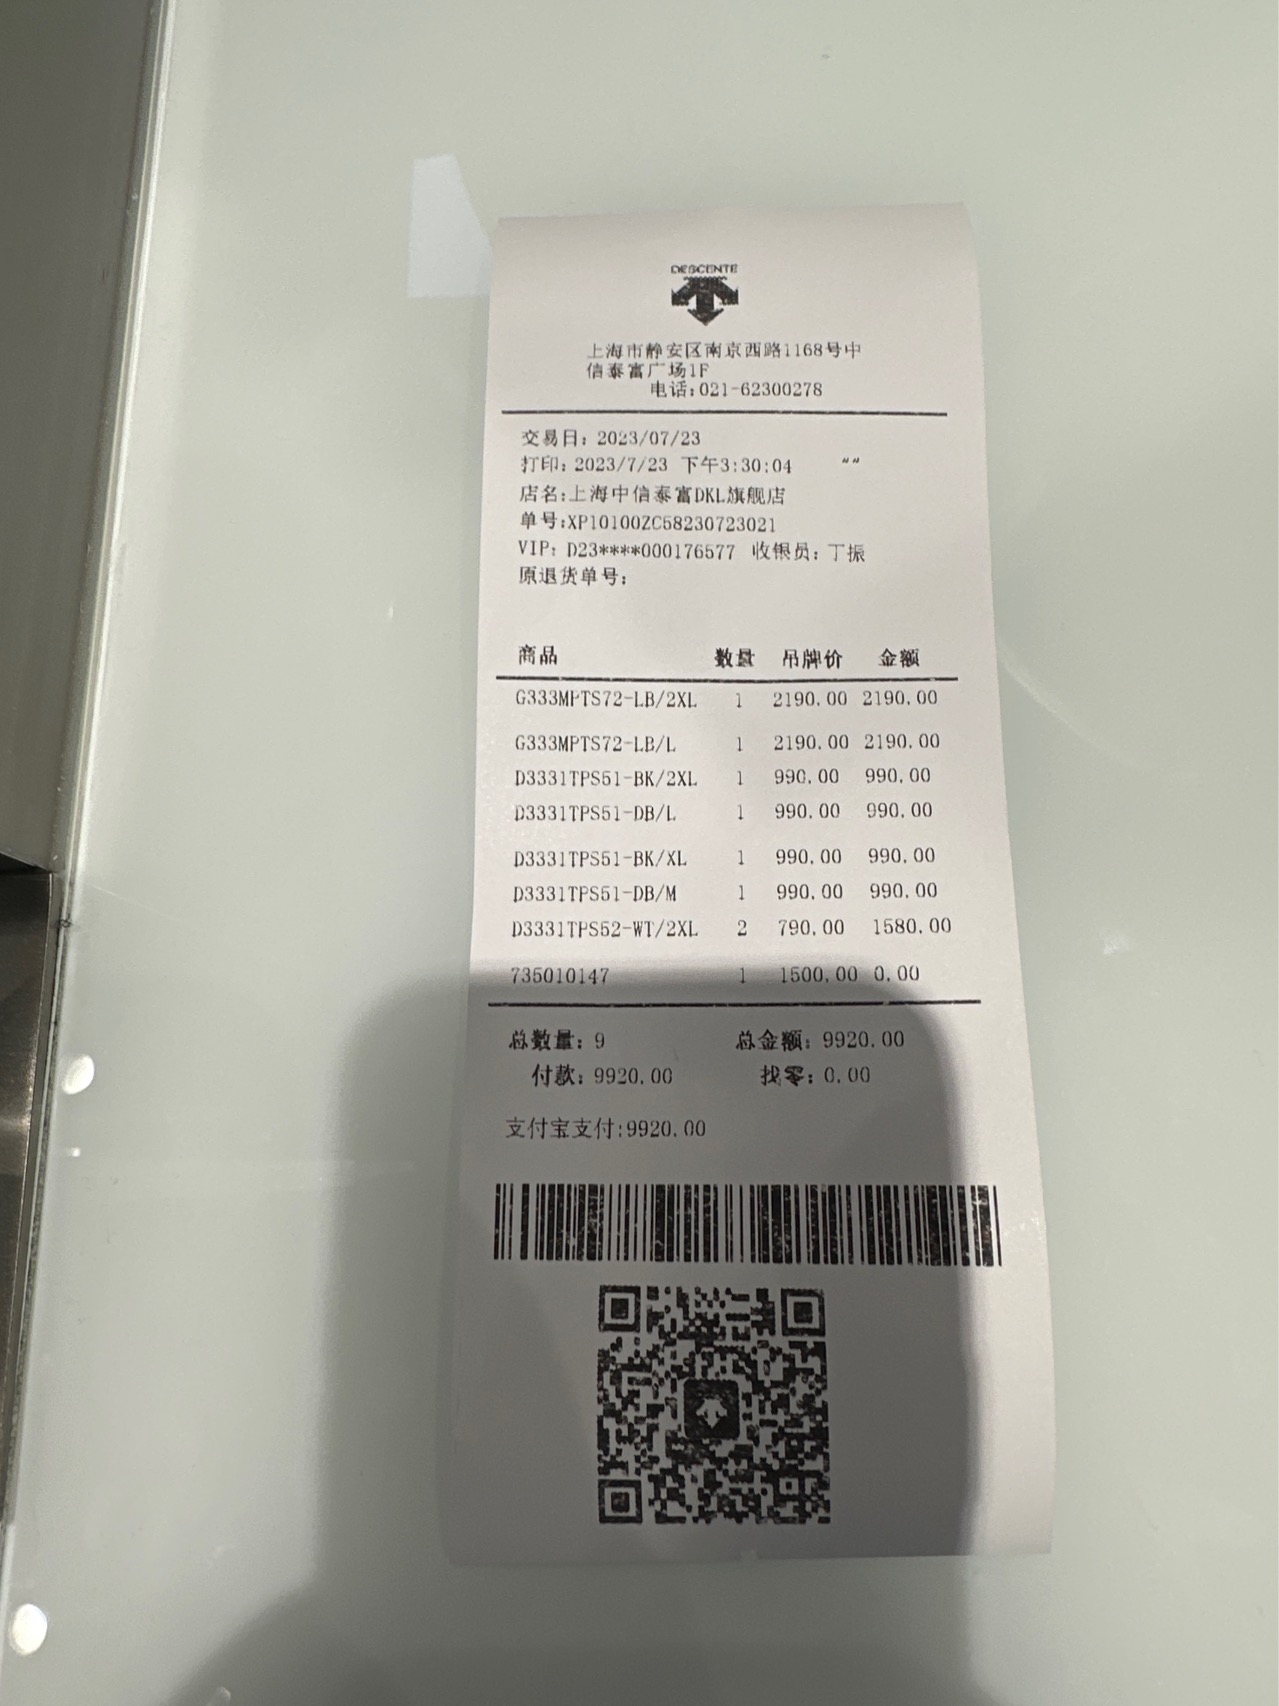 DESCENTE
上海市静安区南京西路1168号中
信泰富广场1F
电话:021-62300278
交易日: 2023/07/23
打印: 2023/7/23 下午3:30:04 ""
店名:上海中信泰富DKL旗舰店
单号:XP10100ZC58230723021
VIP: D23****000176577 收银员: 丁振
原退货单号:
商品 数量 吊牌价 金额
G333MPTS72-LB/2XL 1 2190.00 2190.00
G333MPTS72-LB/L 1 2190.00 2190.00
D3331TPS51-BK/2XL 1 990.00 990.00
D3331TPS51-DB/L 1 990.00 990.00
D3331TPS51-BK/XL 1 990.00 990.00
D3331TPS51-DB/M 1 990.00 990.00
D3331TPS52-WT/2XL 2 790.00 1580.00
735010147 1 1500.00 0.00
总数量: 9 总金额: 9920.00
付款: 9920.00 找零: 0.00
支付宝支付:9920.00